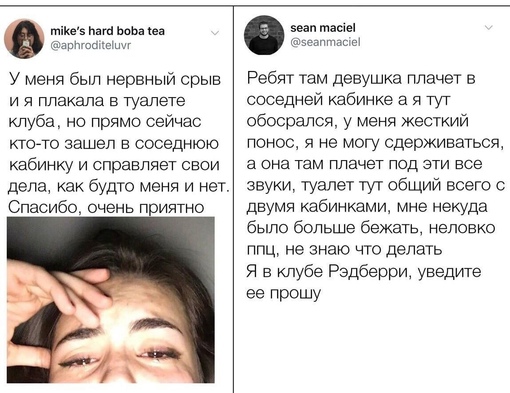 mike's hard boba tea
@aphroditeluvr
У меня был нервный срыв
и я плакала в туалете
клуба, но прямо сейчас
кто-то зашел в соседнюю
кабинку и справляет свои
дела, как будто меня и нет.
Спасибо, очень приятно
sean maciel
@seanmaciel
Ребят там девушка плачет в
соседней кабинке а я тут
обосрался, у меня жесткий
понос, я не могу сдерживаться,
а она там плачет под эти все
звуки, туалет тут общий всего с
двумя кабинками, мне некуда
было больше бежать, неловко
ппц, не знаю что делать
Я в клубе Рэдберри, уведите
ее прошу